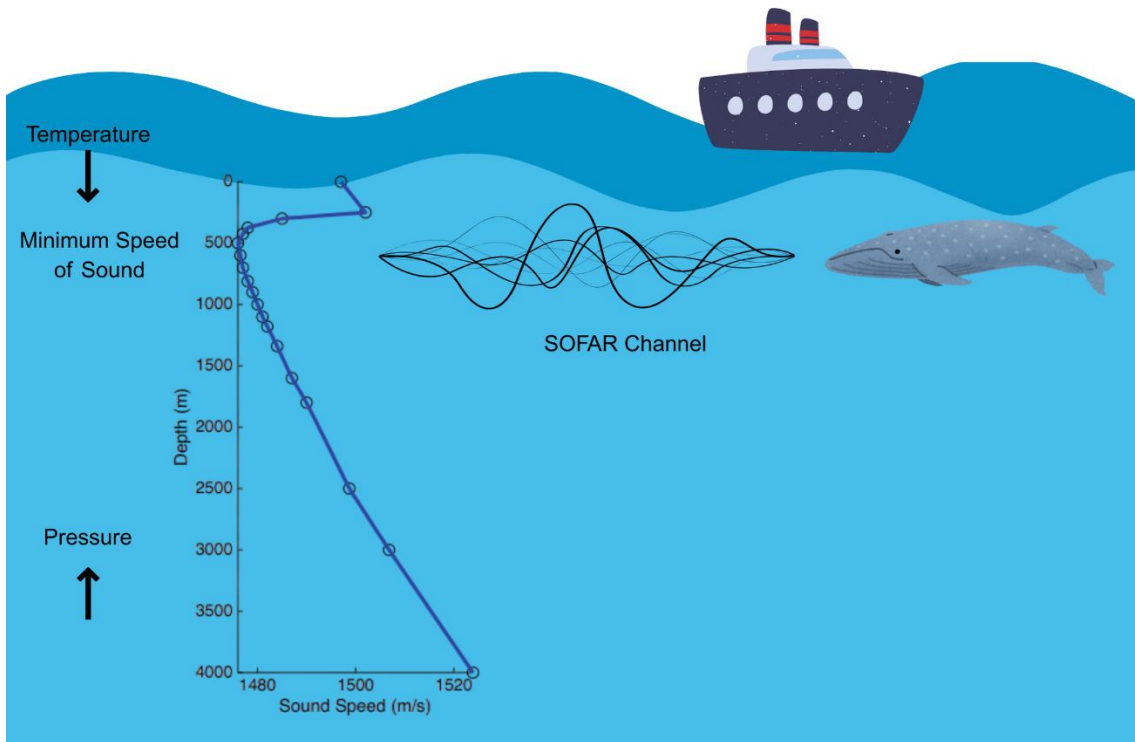 Temperature
Minimum Speed
of Sound
Pressure
SOFAR Channel
0
500
1000
1500
2000
2500
3000
3500
4000
Depth (m)
1480 1500 1520
Sound Speed (m/s)